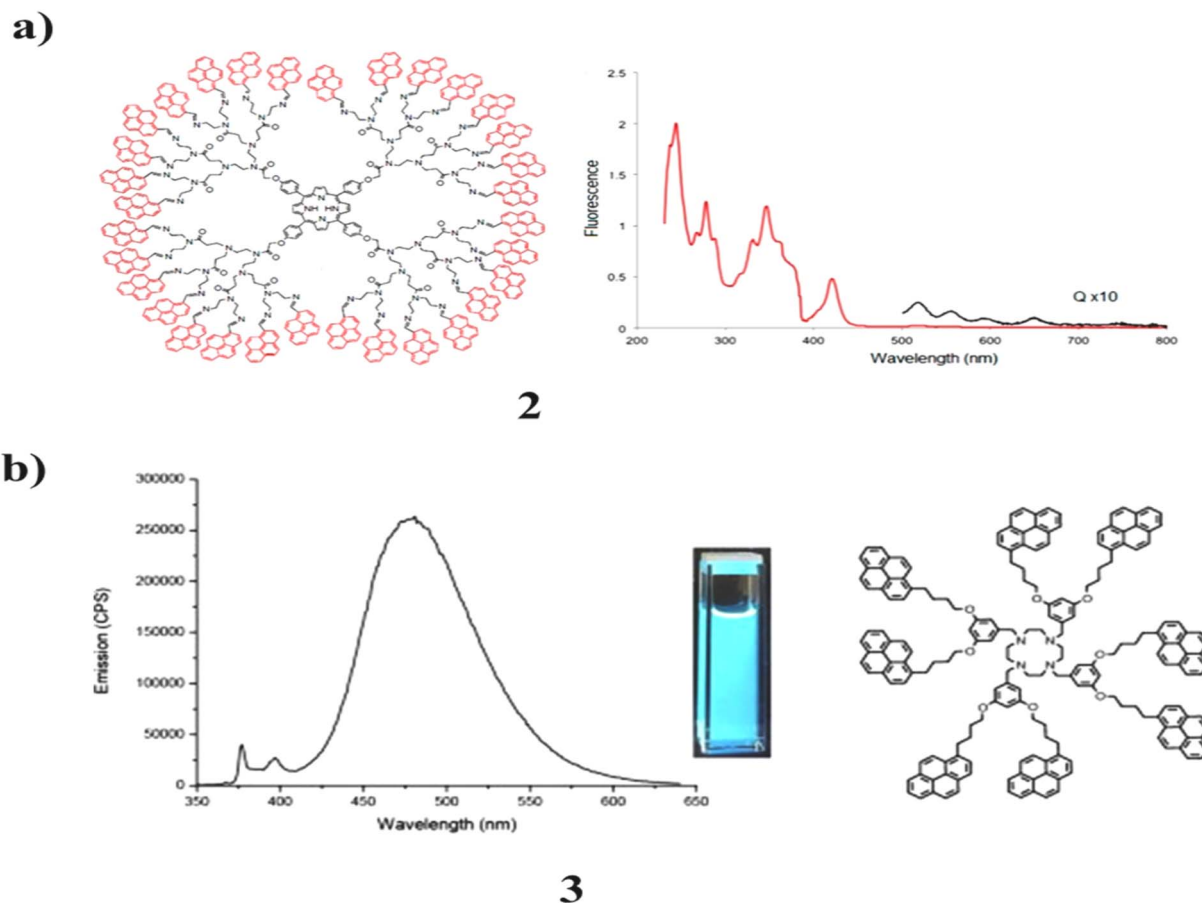 a)
2.5
2
1.5
1
0.5
0
Fluorescence
Q x10
200 300 400 500 600 700 800
Wavelength (nm)
NH HN
N
N
O
2
b)
300000
250000
200000
150000
100000
50000
0
Emission (CPS)
350 400 450 500 550 600 650
Wavelength (nm)
O O
O O
N N
N N
O O
O O
3